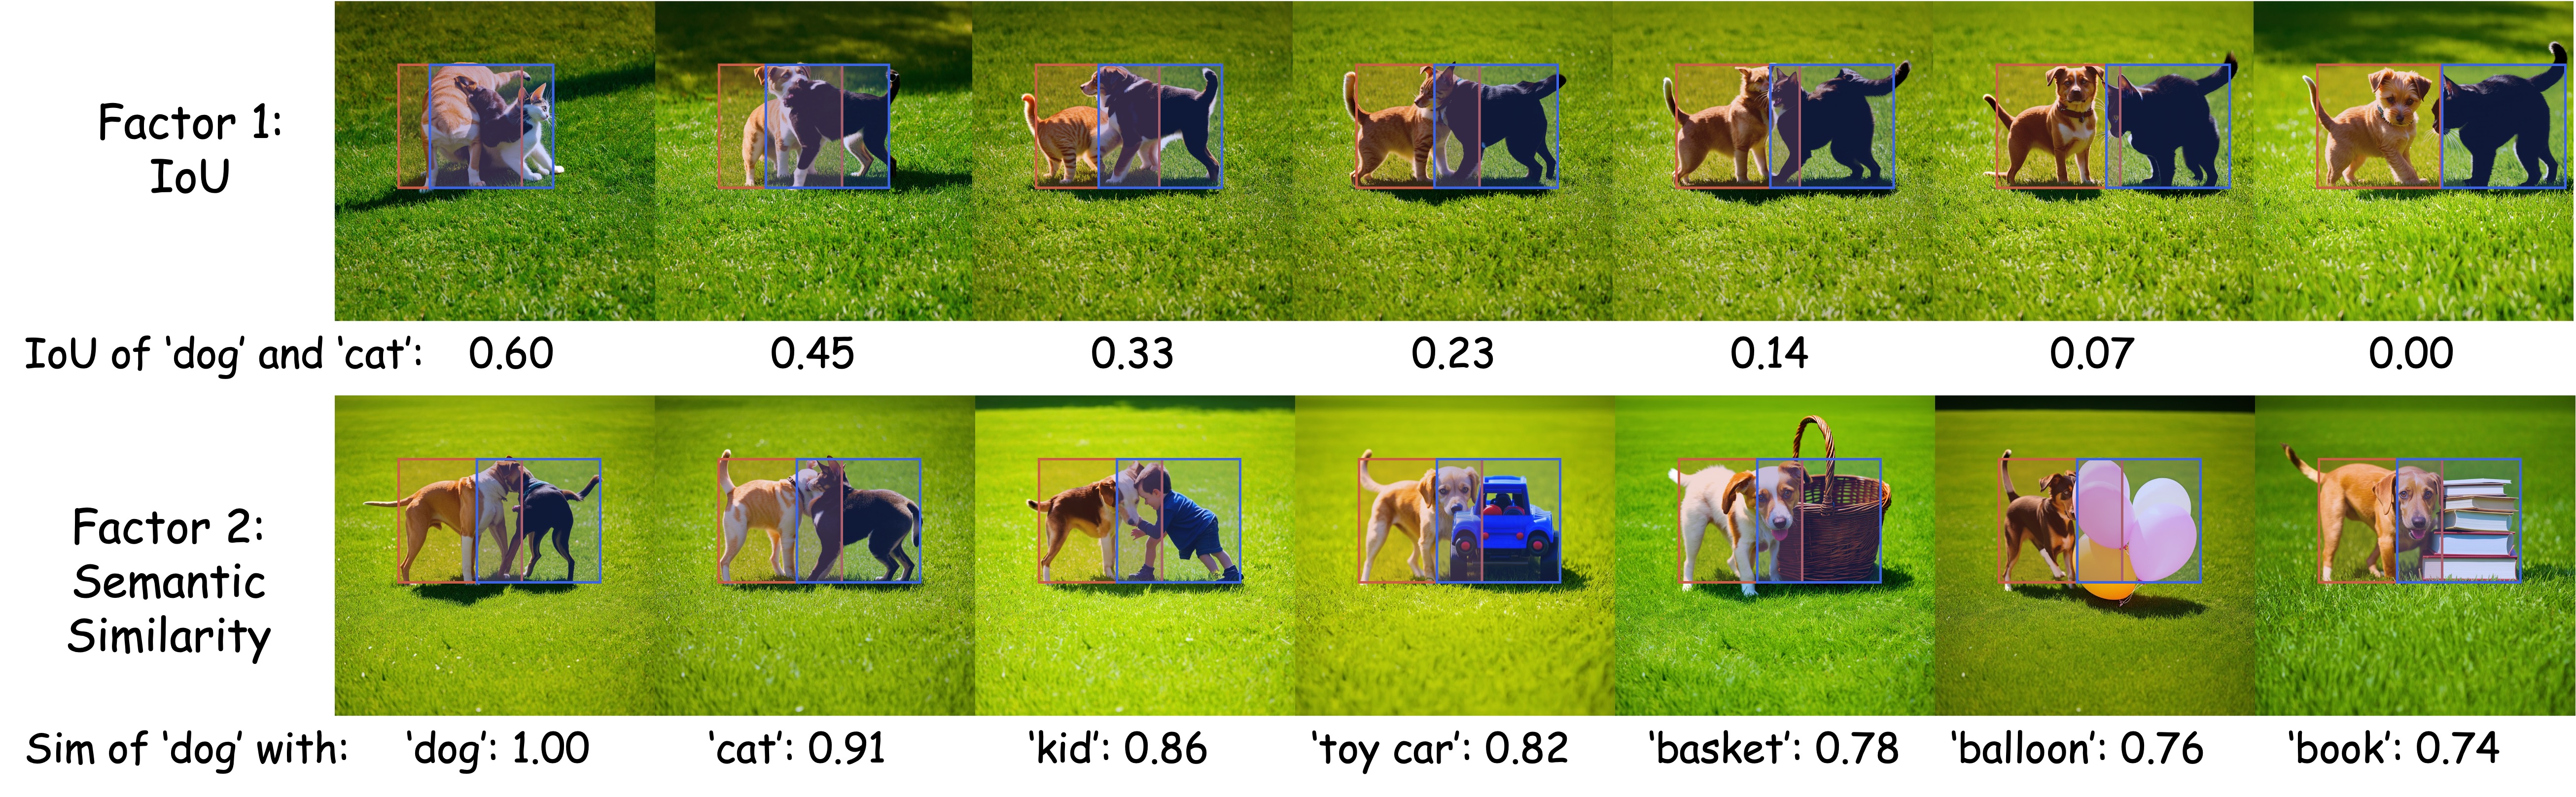 Factor 1:
IoU
IoU of ‘dog’ and ‘cat’: 0.60 0.45 0.33 0.23 0.14 0.07 0.00
Factor 2:
Semantic
Similarity
Sim of ‘dog’ with: ‘dog’: 1.00 ‘cat’: 0.91 ‘kid’: 0.86 ‘toy car’: 0.82 ‘basket’: 0.78 ‘balloon’: 0.76 ‘book’: 0.74